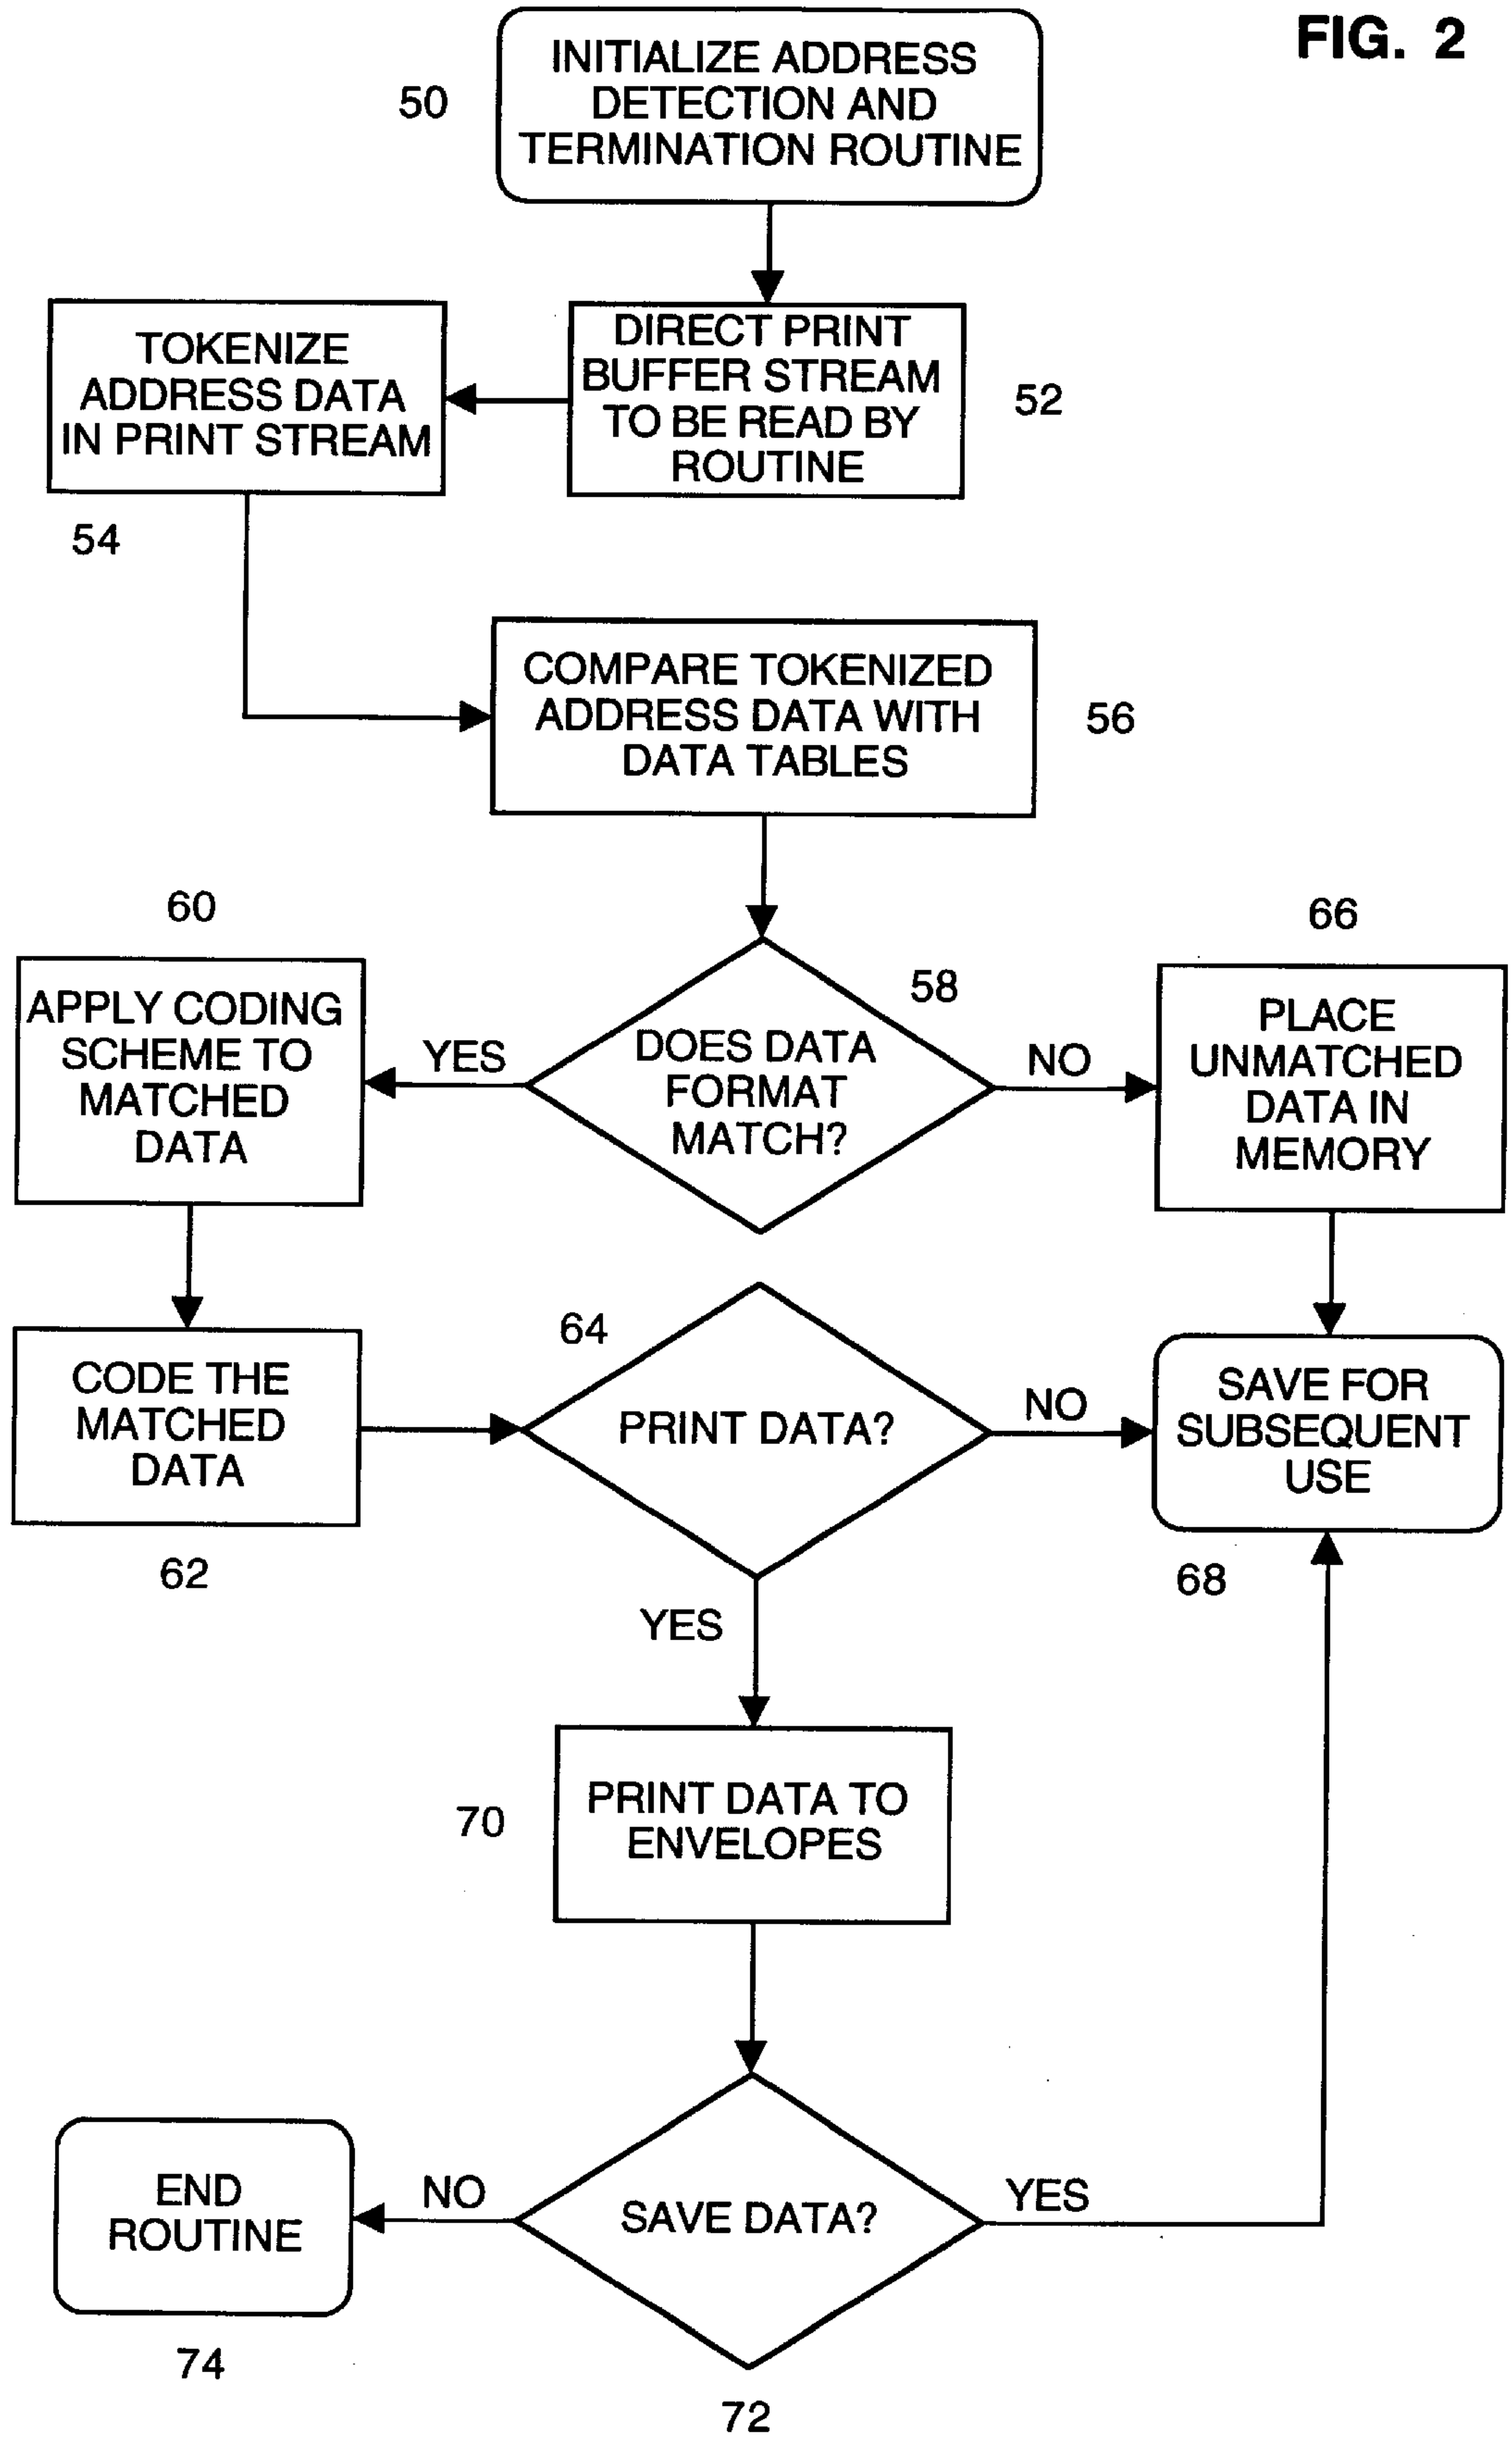 FIG. 2
INITIALIZE ADDRESS
DETECTION AND
TERMINATION ROUTINE
50
DIRECT PRINT
BUFFER STREAM
TO BE READ BY
ROUTINE
52
TOKENIZE
ADDRESS DATA
IN PRINT STREAM
54
COMPARE TOKENIZED
ADDRESS DATA WITH
DATA TABLES
56
58
DOES DATA
FORMAT
MATCH?
YES
NO
60
APPLY CODING
SCHEME TO
MATCHED
DATA
66
PLACE
UNMATCHED
DATA IN
MEMORY
CODE THE
MATCHED
DATA
62
64
PRINT DATA?
NO
YES
SAVE FOR
SUBSEQUENT
USE
68
70
PRINT DATA TO
ENVELOPES
SAVE DATA?
72
NO
YES
END
ROUTINE
74